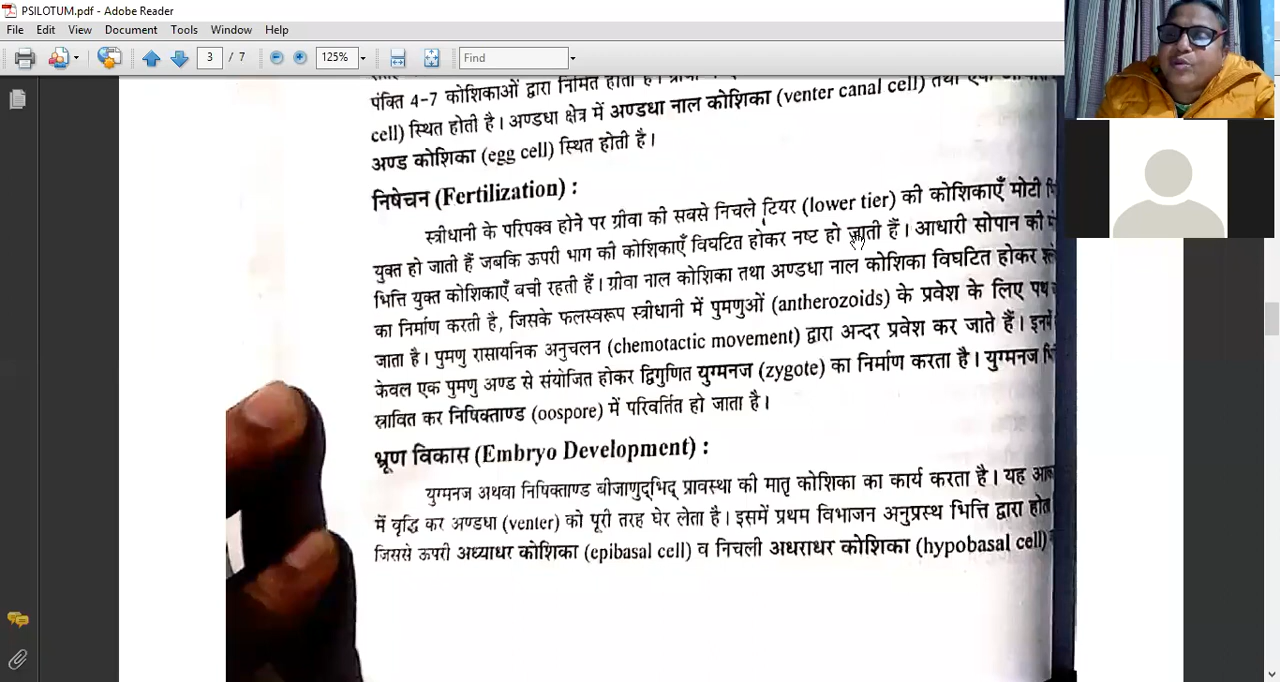 PSILOTUM.pdf - Adobe Reader
File Edit View Document Tools Window Help
3 / 7 125% Find
पंक्ति 4-7 कोशिकाओं द्वारा निर्मित होती है।
cell) स्थित होती है। अण्डधा क्षेत्र में अण्डधा नाल कोशिका (venter canal cell) तथा
अण्ड कोशिका (egg cell) स्थित होती है।
निषेचन (Fertilization) :
स्त्रीधानी के परिपक्व होने पर ग्रीवा की सबसे निचले टियर (lower tier) की कोशिकाएँ मोटी
युक्त हो जाती हैं जबकि ऊपरी भाग की कोशिकाएँ विघटित होकर नष्ट हो जाती हैं। आधारी सोपान की
भित्ति युक्त कोशिकाएँ बची रहती हैं। ग्रीवा नाल कोशिका तथा अण्डधा नाल कोशिका विघटित होकर
का निर्माण करती है, जिसके फलस्वरूप स्त्रीधानी में पुमणुओं (antherozoids) के प्रवेश के लिए पथ
जाता है। पुमणु रासायनिक अनुचलन (chemotactic movement) द्वारा अन्दर प्रवेश कर जाते हैं। इनमें
केवल एक पुमणु अण्ड से संयोजित होकर द्विगुणित युग्मनज (zygote) का निर्माण करता है। युग्मनज
स्रावित कर निषिक्ताण्ड (oospore) में परिवर्तित हो जाता है।
भ्रूण विकास (Embryo Development) :
युग्मनज अथवा निषिक्ताण्ड बीजाणुद्भिद् प्रावस्था की मातृ कोशिका का कार्य करता है। यह
में वृद्धि कर अण्डधा (venter) को पूरी तरह घेर लेता है। इसमें प्रथम विभाजन अनुप्रस्थ भित्ति द्वारा
जिससे ऊपरी अध्याधर कोशिका (epibasal cell) व निचली अधराधर कोशिका (hypobasal cell)